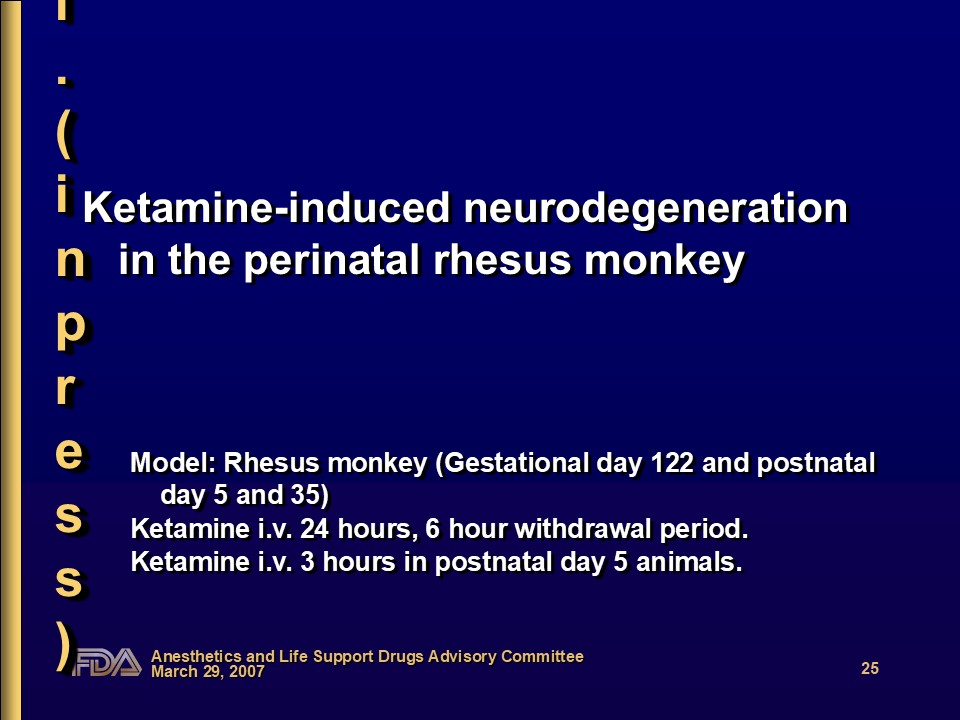 l
.
(
i
n
p
r
e
s
s
)
Ketamine-induced neurodegeneration
in the perinatal rhesus monkey
Model: Rhesus monkey (Gestational day 122 and postnatal
day 5 and 35)
Ketamine i.v. 24 hours, 6 hour withdrawal period.
Ketamine i.v. 3 hours in postnatal day 5 animals.
FDA
Anesthetics and Life Support Drugs Advisory Committee
March 29, 2007
25